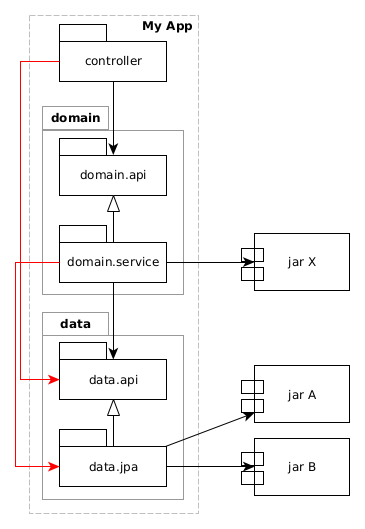 My App
controller
domain
domain.api
domain.service
jar X
data
data.api
jar A
data.jpa
jar B